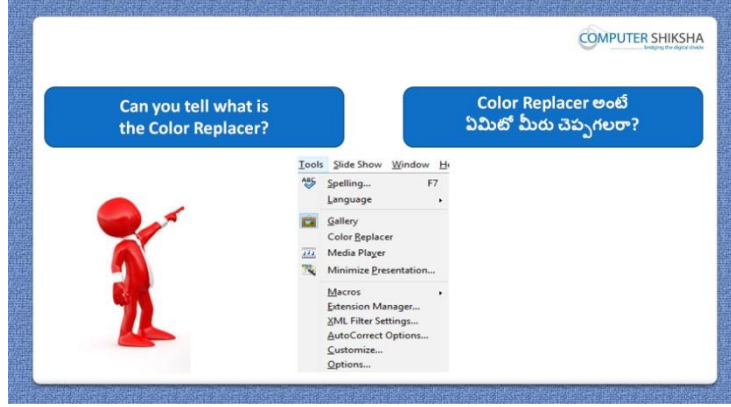 COMPUTER SHIKSHA
bridging the digital divide
Can you tell what is
the Color Replacer?
Color Replacer అంటే
ఏమిటో మీరు చెప్పగలరా?
Tools Slide Show Window
Spelling... F7
Language
Gallery
Color Replacer
Media Player
Minimize Presentation...
Macros
Extension Manager...
XML Filter Settings...
AutoCorrect Options...
Customize...
Options...